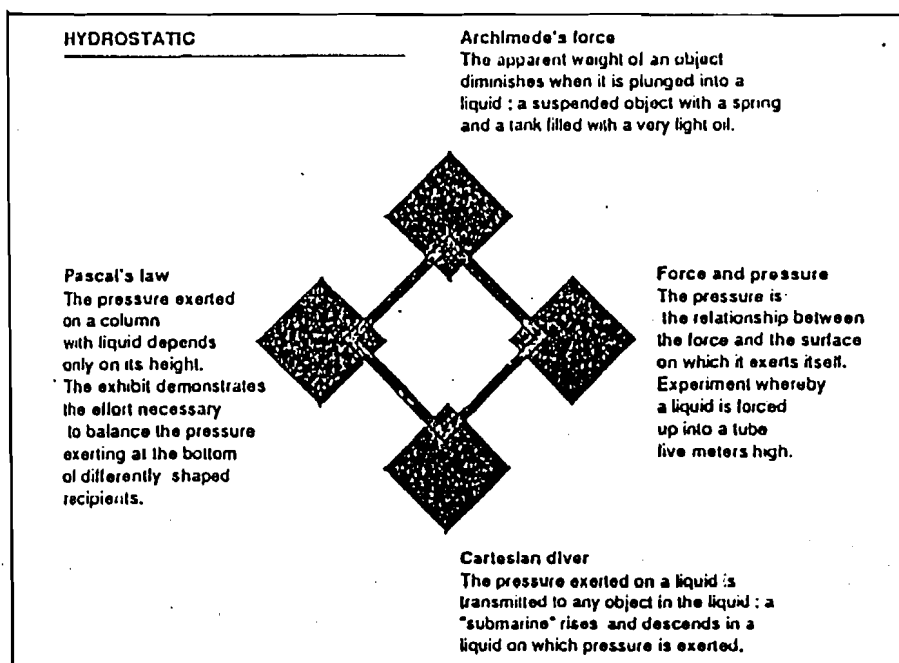 HYDROSTATIC
Archimede's force
The apparent weight of an object
diminishes when it is plunged into a
liquid ; a suspended object with a spring
and a tank filled with a very light oil.
Pascal's law
The pressure exerted
on a column
with liquid depends
only on its height.
The exhibit demonstrates
the effort necessary
to balance the pressure
exerting at the bottom
of differently shaped
recipients.
Force and pressure
The pressure is
the relationship between
the force and the surface
on which it exerts itself.
Experiment whereby
a liquid is forced
up into a tube
five meters high.
Cartesian diver
The pressure exerted on a liquid is
transmitted to any object in the liquid ; a
"submarine" rises and descends in a
liquid on which pressure is exerted.